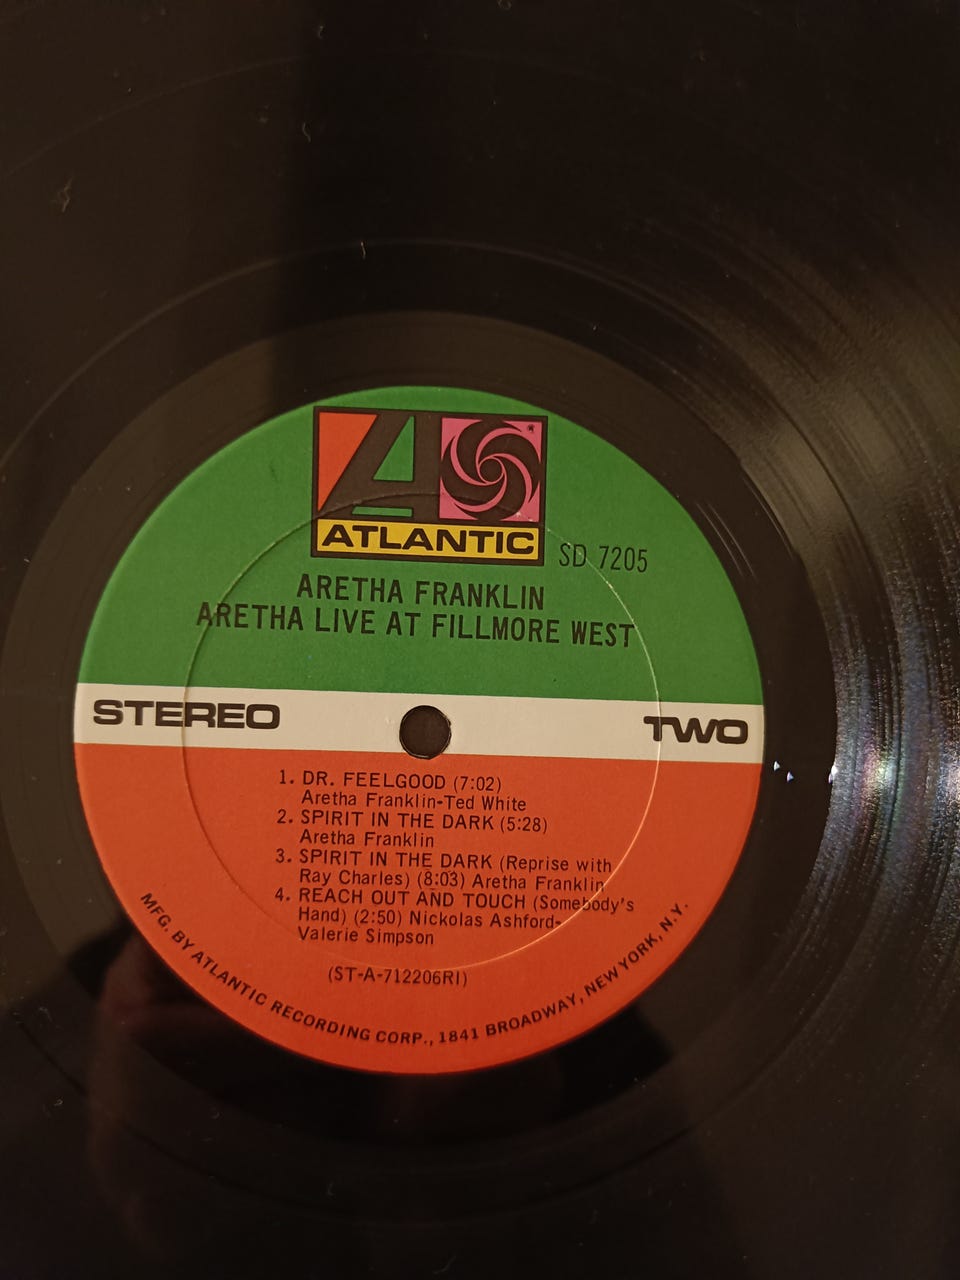 ATLANTIC
SD 7205
ARETHA FRANKLIN
ARETHA LIVE AT FILLMORE WEST
STEREO
TWO
1. DR. FEELGOOD (7:02)
Aretha Franklin-Ted White
2. SPIRIT IN THE DARK (5:28)
Aretha Franklin
3. SPIRIT IN THE DARK (Reprise with
Ray Charles) (8:03) Aretha Franklin
4. REACH OUT AND TOUCH (Somebody's
Hand) (2:50) Nickolas Ashford-
Valerie Simpson
(ST-A-712206RI)
MFG. BY ATLANTIC RECORDING CORP., 1841 BROADWAY, NEW YORK, N.Y.